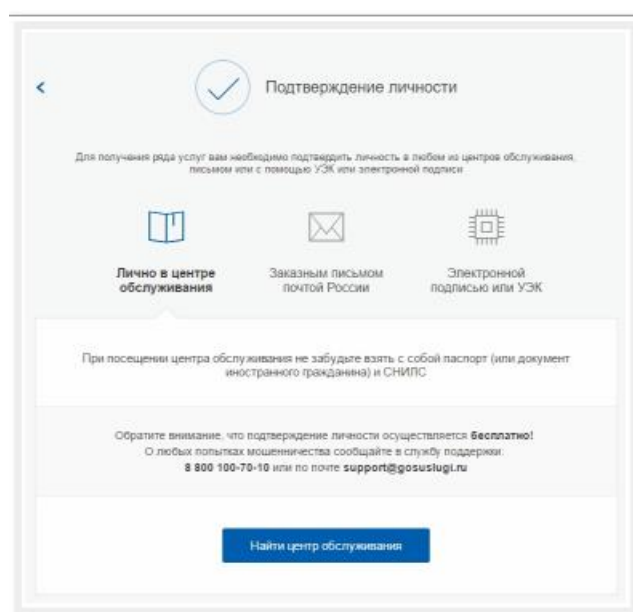 Подтверждение личности
Для получения ряда услуг вам необходимо подтвердить личность в любом из центров обслуживания,
письмом или с помощью УЭК или электронной подписи
Лично в центре
обслуживания
Заказным письмом
почтой России
Электронной
подписью или УЭК
При посещении центра обслуживания не забудьте взять с собой паспорт (или документ
иностранного гражданина) и СНИЛС
Обратите внимание, что подтверждение личности осуществляется бесплатно!
О любых попытках мошенничества сообщайте в службу поддержки:
8 800 100-70-10 или по почте support@gosuslugi.ru
Найти центр обслуживания